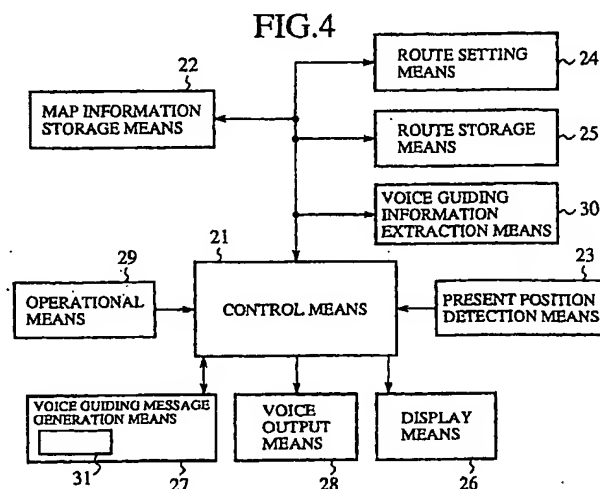 FIG.4
22
MAP INFORMATION
STORAGE MEANS
ROUTE SETTING
MEANS
24
ROUTE STORAGE
MEANS
25
VOICE GUIDING
INFORMATION
EXTRACTION MEANS
30
21
CONTROL MEANS
29
OPERATIONAL
MEANS
23
PRESENT POSITION
DETECTION MEANS
VOICE GUIDING MESSAGE
GENERATION MEANS
31
27
VOICE
OUTPUT
MEANS
28
DISPLAY
MEANS
26